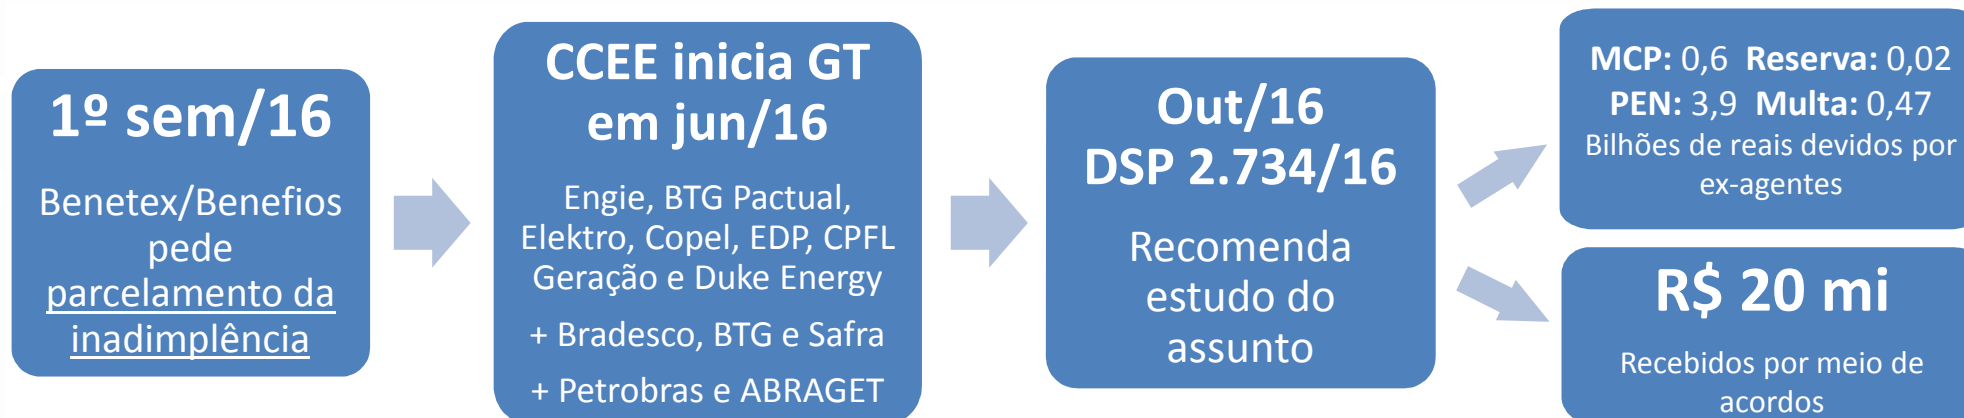 1º sem/16
Benetex/Benefios
pede
parcelamento da
inadimplência
CCEE inicia GT
em jun/16
Engie, BTG Pactual,
Elektro, Copel, EDP, CPFL
Geração e Duke Energy
+ Bradesco, BTG e Safra
+ Petrobras e ABRAGET
Out/16
DSP 2.734/16
Recomenda
estudo do
assunto
MCP: 0,6 Reserva: 0,02
PEN: 3,9 Multa: 0,47
Bilhões de reais devidos por
ex-agentes
R$ 20 mi
Recebidos por meio de
acordos